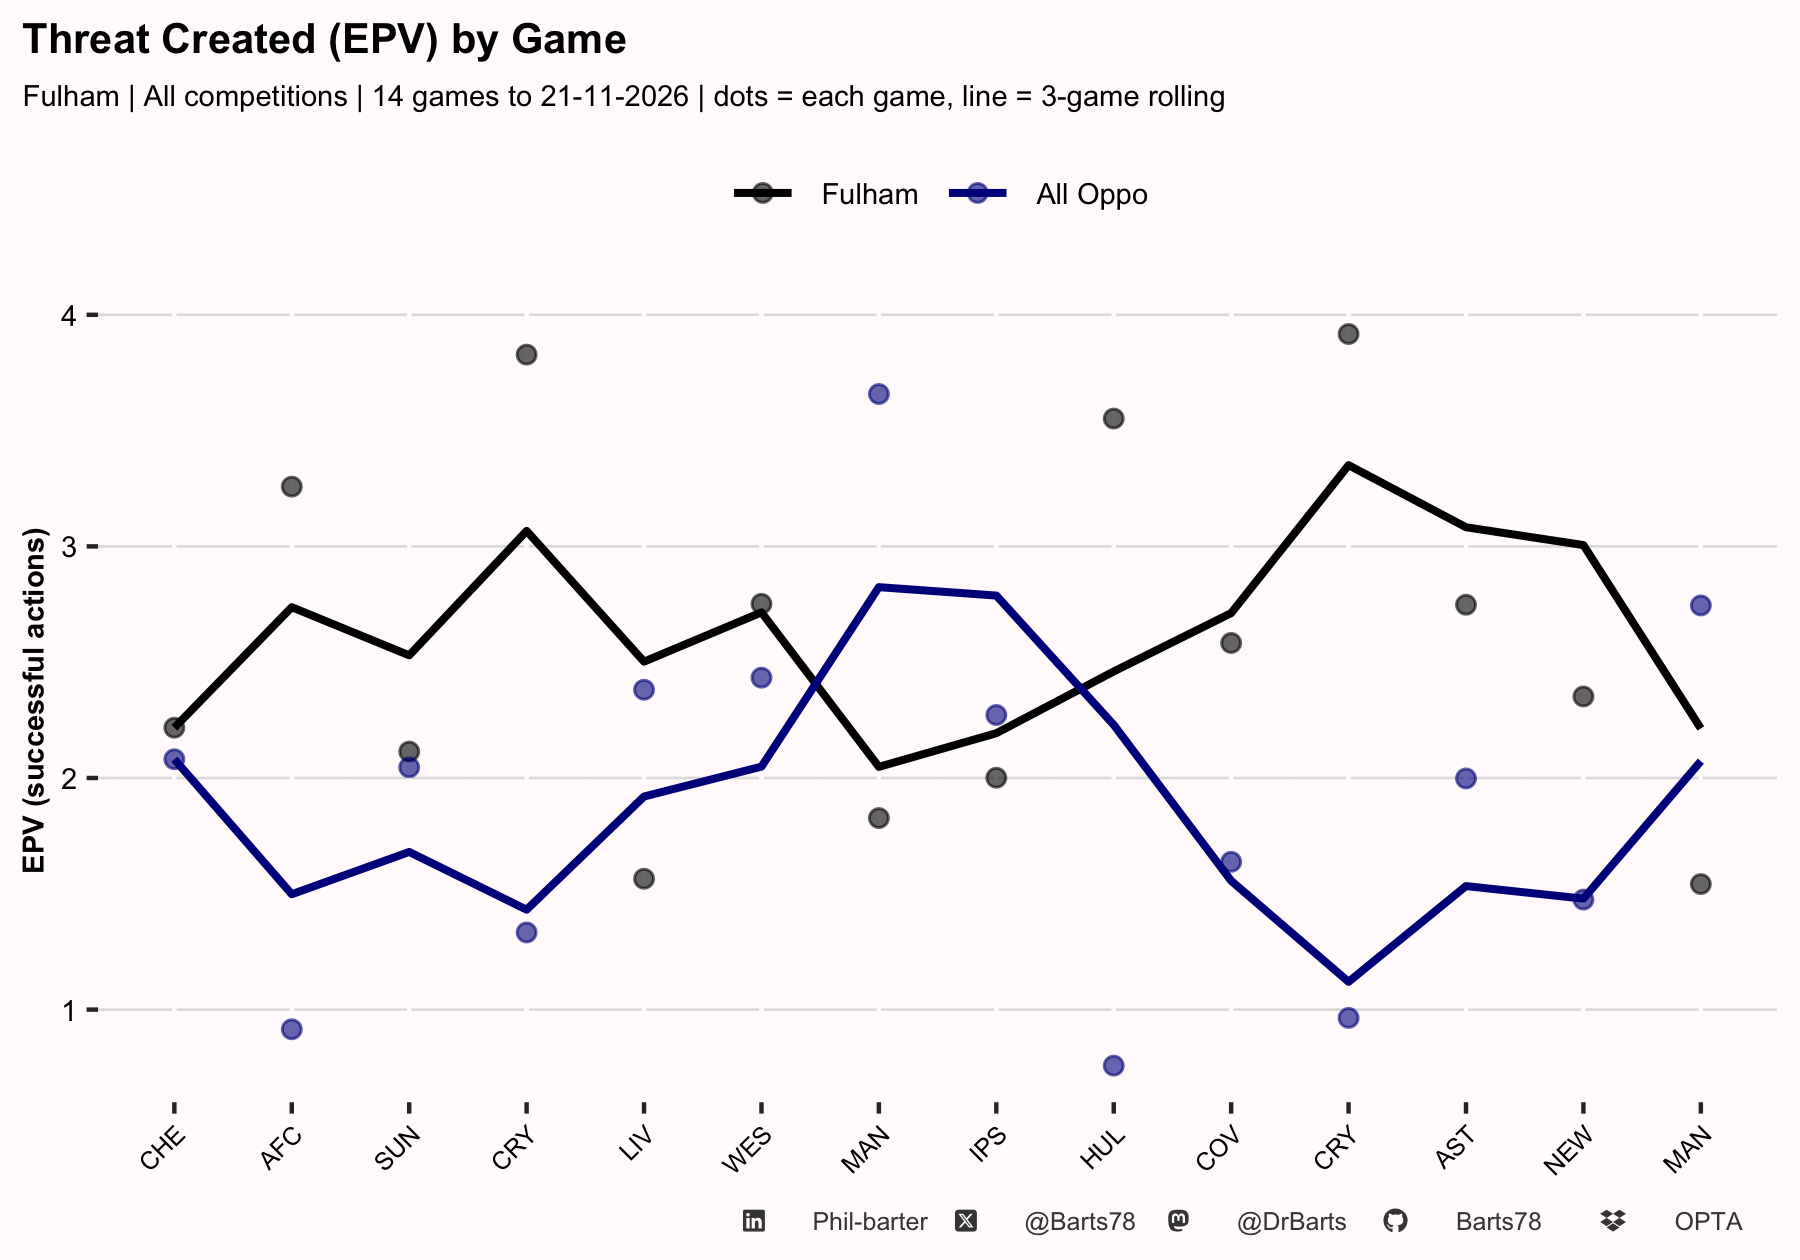 Threat Created (EPV) by Game
Fulham | All competitions | 14 games to 21-11-2026 | dots = each game, line = 3-game rolling
Fulham All Oppo
EPV (successful actions)
4
3
2
1
CHE AFC SUN CRY LIV WES MAN IPS HUL COV CRY AST NEW MAN
Phil-barter @Barts78 @DrBarts Barts78 OPTA